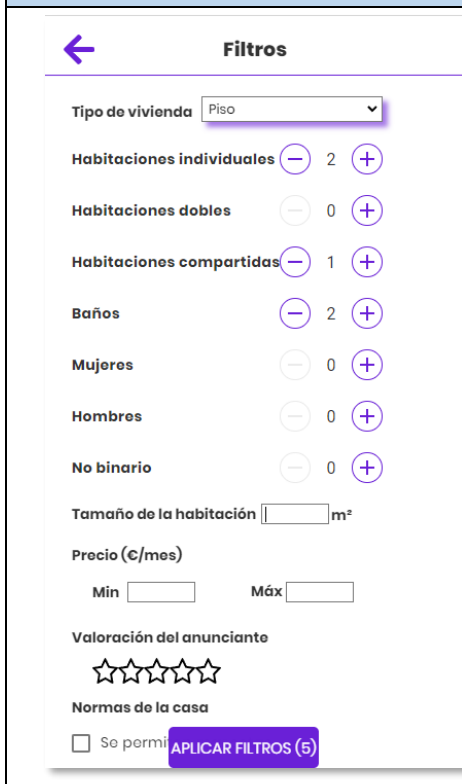 Filtros
Tipo de vivienda Piso
Habitaciones individuales 2
Habitaciones dobles 0
Habitaciones compartidas 1
Baños 2
Mujeres 0
Hombres 0
No binario 0
Tamaño de la habitación m²
Precio (€/mes)
Min Máx
Valoración del anunciante
Normas de la casa
Se permi
APLICAR FILTROS (5)